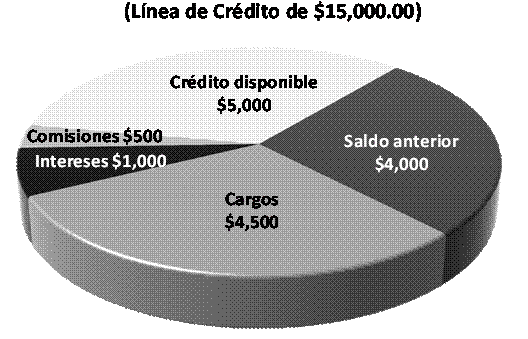 (Línea de Crédito de $15,000.00)
Crédito disponible
$5,000
Comisiones $500
Intereses $1,000
Saldo anterior
$4,000
Cargos
$4,500